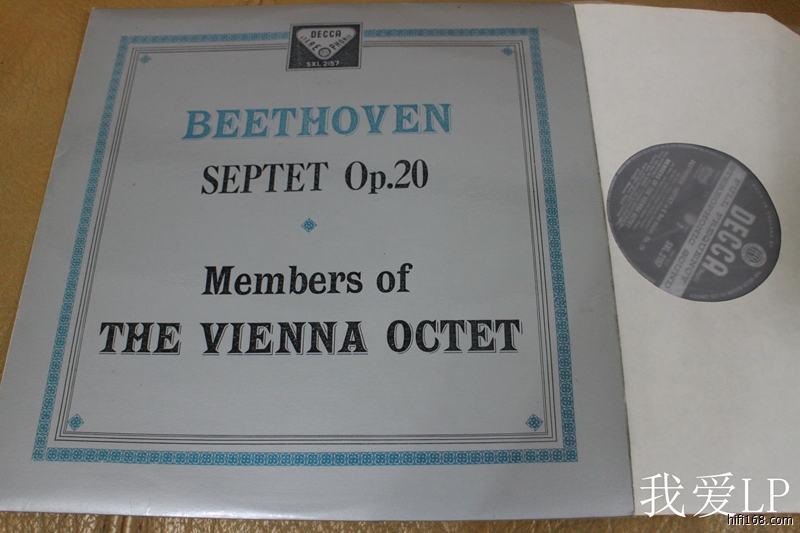 DECCA
STEREOPHONIC
SXL 2157
BEETHOVEN
SEPTET Op.20
Members of
THE VIENNA OCTET
DECCA
我爱LP
hifi168.com